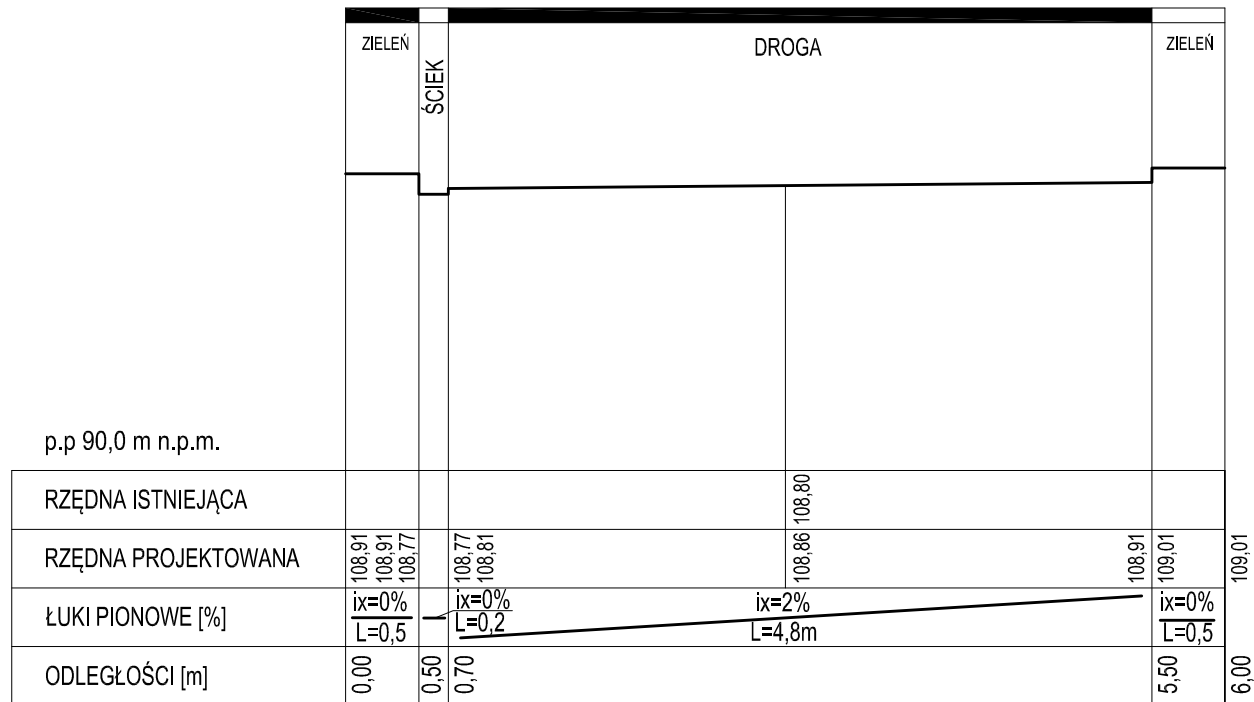 ZIELEŃ
ŚCIEK
DROGA
ZIELEŃ
p.p 90,0 m n.p.m.
RZĘDNA ISTNIEJĄCA
108,80
RZĘDNA PROJEKTOWANA
108,91
108,91
108,77
108,77
108,81
108,86
108,91
109,01
109,01
ŁUKI PIONOWE [%]
ix=0%
L=0,5
ix=0%
L=0,2
ix=2%
L=4,8m
ix=0%
L=0,5
ODLEGŁOŚCI [m]
0,00
0,50
0,70
5,50
6,00